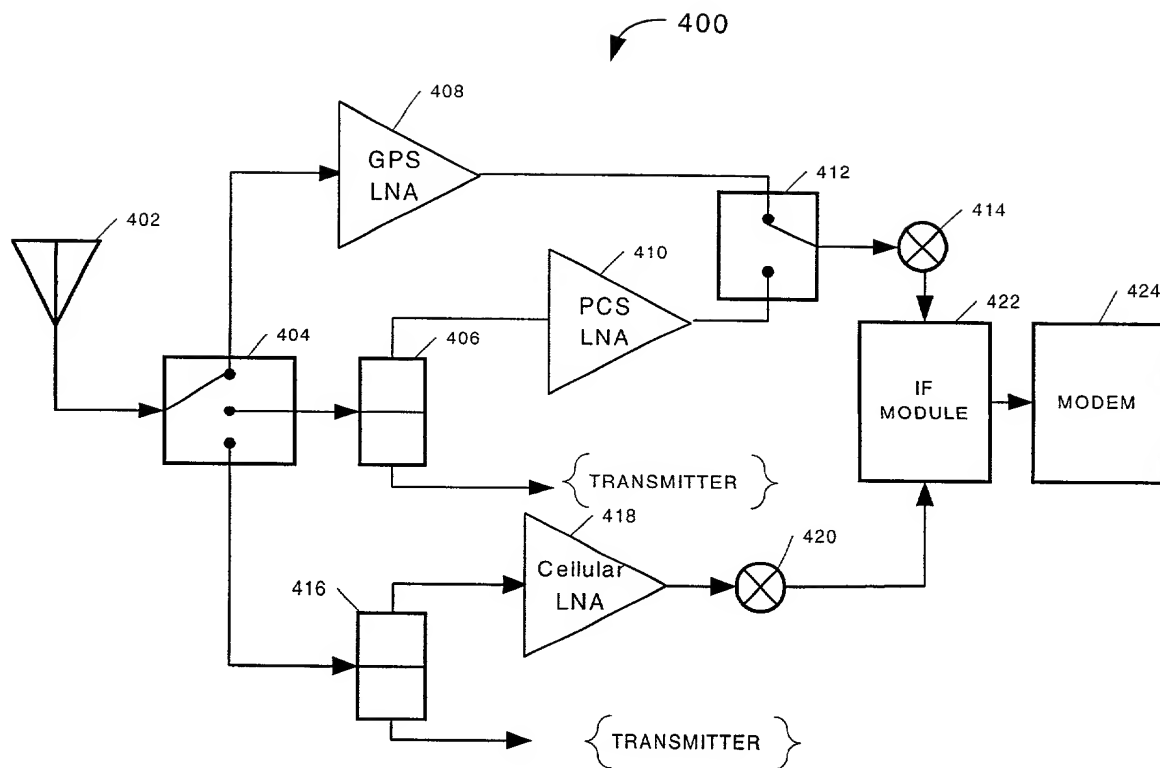 400
408
GPS
LNA
412
402
414
410
PCS
LNA
422
424
404
406
IF
MODULE
MODEM
{TRANSMITTER}
418
420
Cellular
LNA
416
{TRANSMITTER}